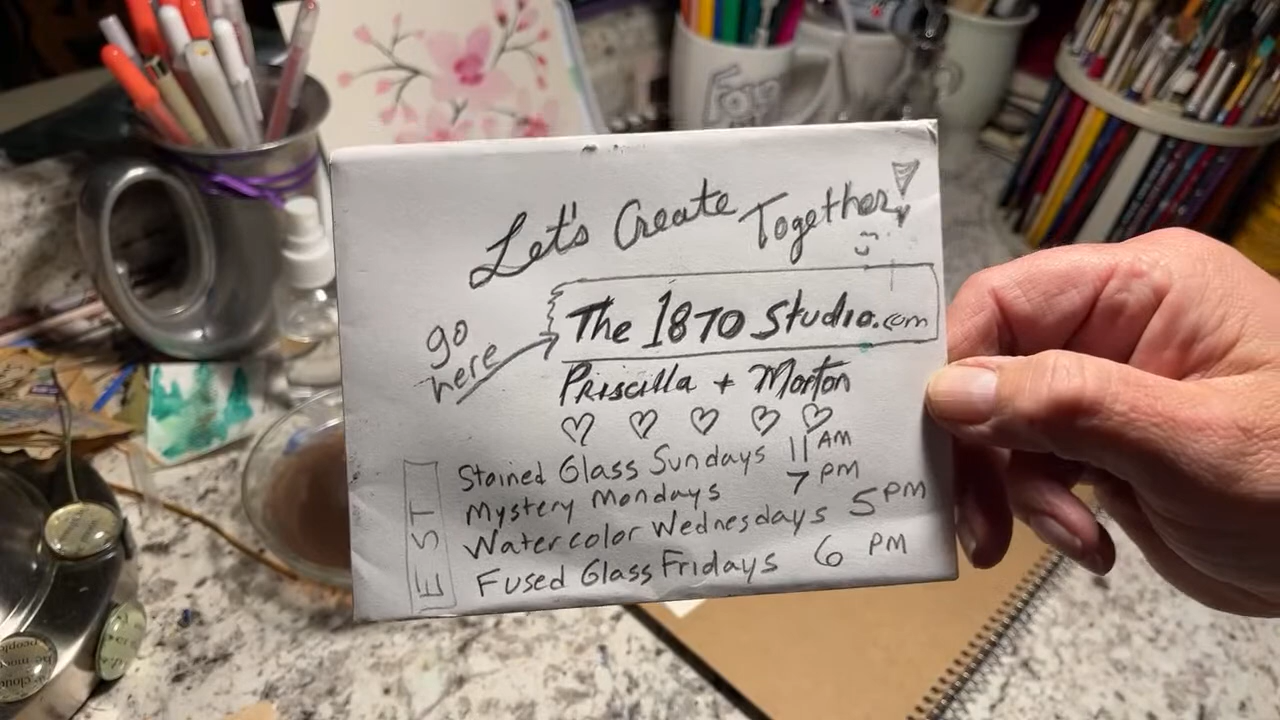 Let's Create Together!
go here
The 1870 Studio.com
Priscilla + Morton
EST
Stained Glass Sundays 11 AM
Mystery Mondays 7 PM
Watercolor Wednesdays 5 PM
Fused Glass Fridays 6 PM
people